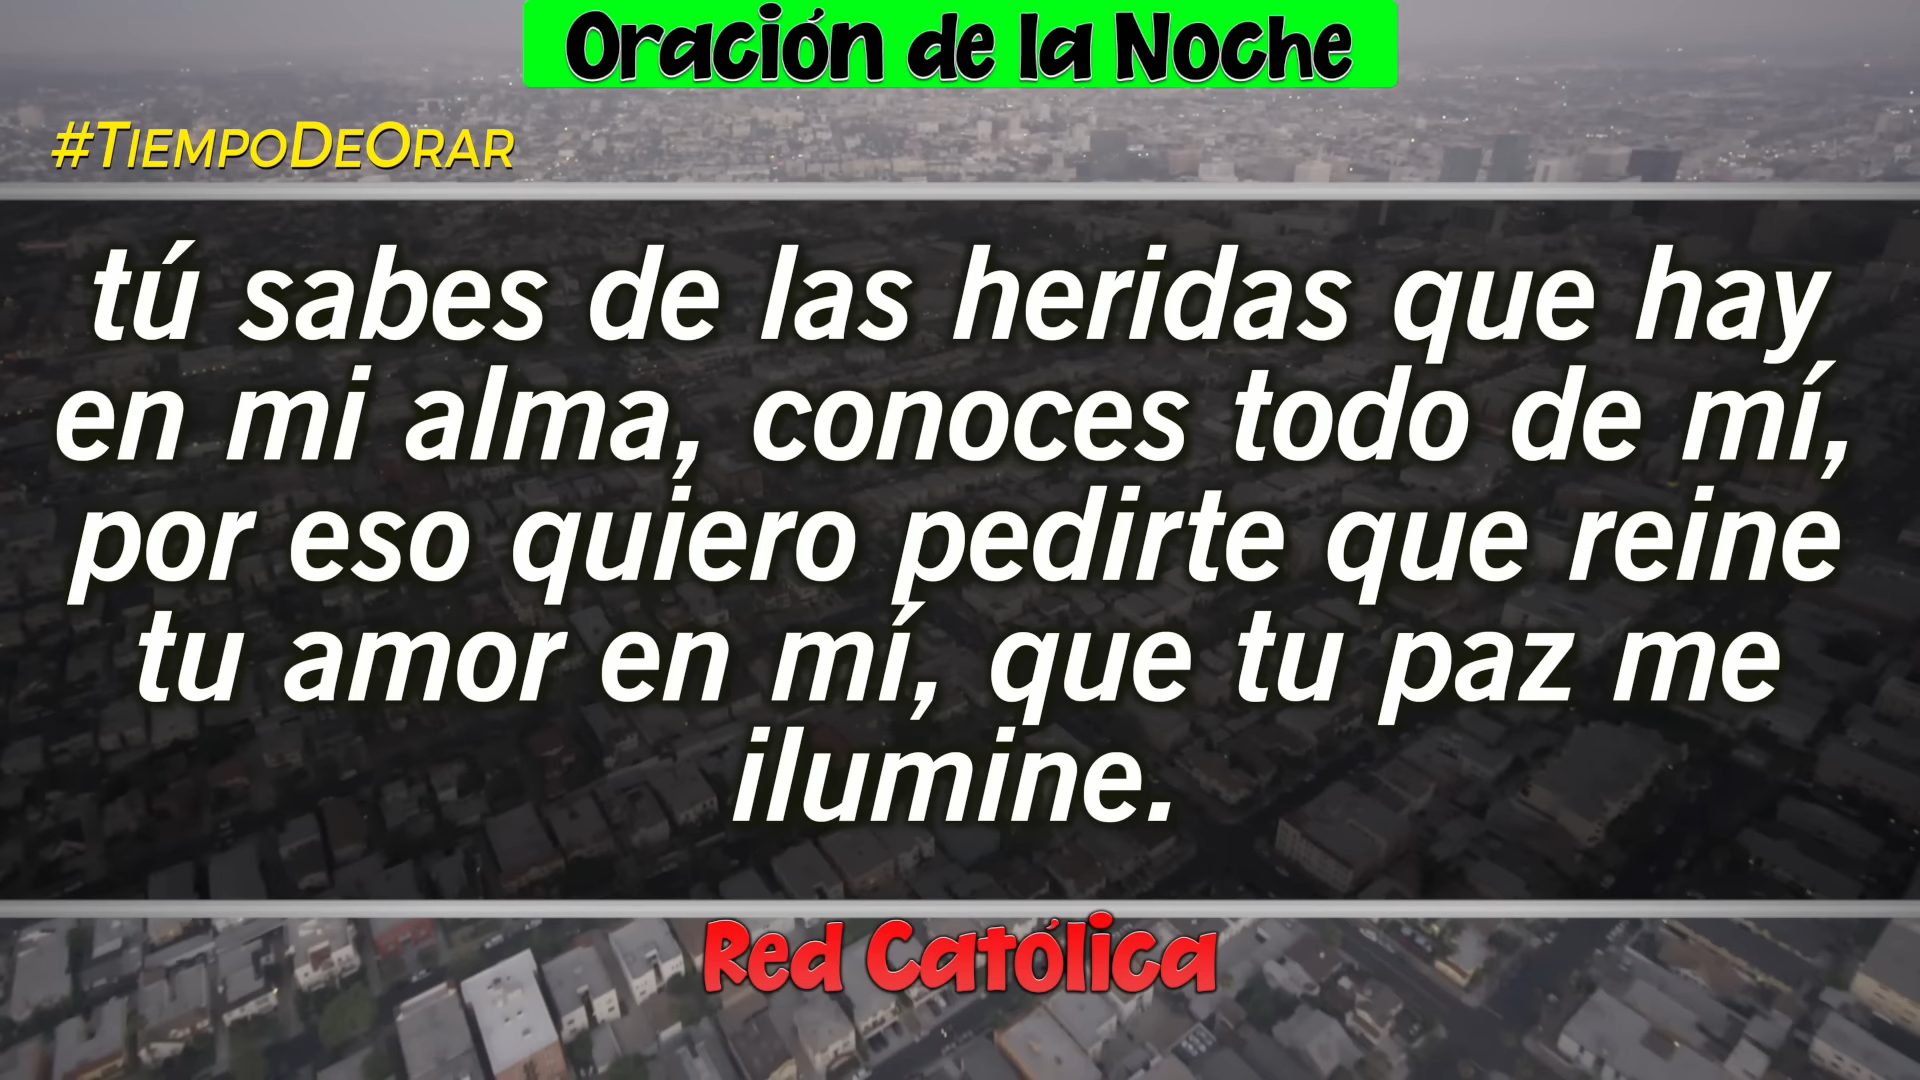 Oración de la Noche
#TiempoDeOrar
tú sabes de las heridas que hay
en mi alma, conoces todo de mí,
por eso quiero pedirte que reine
tu amor en mí, que tu paz me
ilumine.
Red Católica